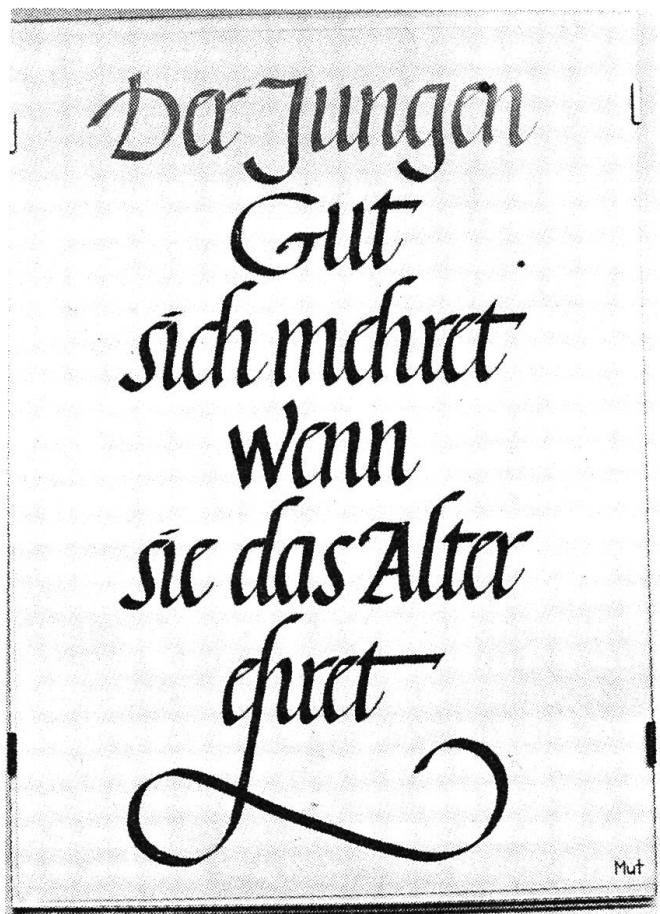 Der Jungen
Gut
sich mehret
wenn
sie das Alter
ehret
Mut